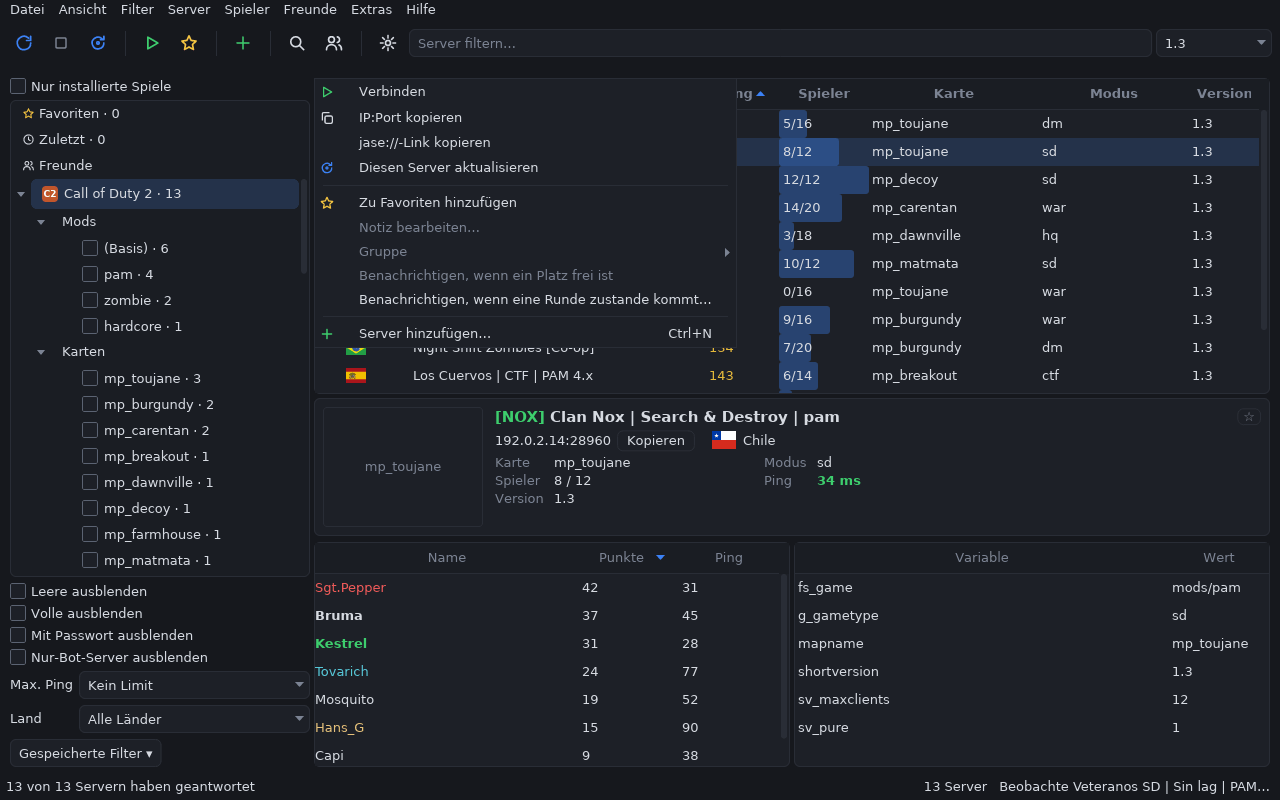 Datei Ansicht Filter Server Spieler Freunde Extras Hilfe
Server filtern…
1.3
Nur installierte Spiele
Favoriten · 0
Zuletzt · 0
Freunde
C2 Call of Duty 2 · 13
Mods
(Basis) · 6
pam · 4
zombie · 2
hardcore · 1
Karten
mp_toujane · 3
mp_burgundy · 2
mp_carentan · 2
mp_breakout · 1
mp_dawnville · 1
mp_decoy · 1
mp_farmhouse · 1
mp_matmata · 1
Leere ausblenden
Volle ausblenden
Mit Passwort ausblenden
Nur-Bot-Server ausblenden
Max. Ping Kein Limit
Land Alle Länder
Gespeicherte Filter ▾
Verbinden
IP:Port kopieren
jase://-Link kopieren
Diesen Server aktualisieren
Zu Favoriten hinzufügen
Notiz bearbeiten…
Gruppe
Benachrichtigen, wenn ein Platz frei ist
Benachrichtigen, wenn eine Runde zustande kommt…
Server hinzufügen… Ctrl+N
ng Spieler Karte Modus Version
5/16 mp_toujane dm 1.3
8/12 mp_toujane sd 1.3
12/12 mp_decoy sd 1.3
14/20 mp_carentan war 1.3
3/18 mp_dawnville hq 1.3
10/12 mp_matmata sd 1.3
0/16 mp_toujane war 1.3
9/16 mp_burgundy war 1.3
Night Shift Zombies [Co-op] 134 7/20 mp_burgundy dm 1.3
Los Cuervos | CTF | PAM 4.x 143 6/14 mp_breakout ctf 1.3
mp_toujane
[NOX] Clan Nox | Search & Destroy | pam
192.0.2.14:28960 Kopieren Chile
Karte mp_toujane Modus sd
Spieler 8 / 12 Ping 34 ms
Version 1.3
Name Punkte Ping
Sgt.Pepper 42 31
Bruma 37 45
Kestrel 31 28
Tovarich 24 77
Mosquito 19 52
Hans_G 15 90
Capi 9 38
Variable Wert
fs_game mods/pam
g_gametype sd
mapname mp_toujane
shortversion 1.3
sv_maxclients 12
sv_pure 1
13 von 13 Servern haben geantwortet
13 Server Beobachte Veteranos SD | Sin lag | PAM…